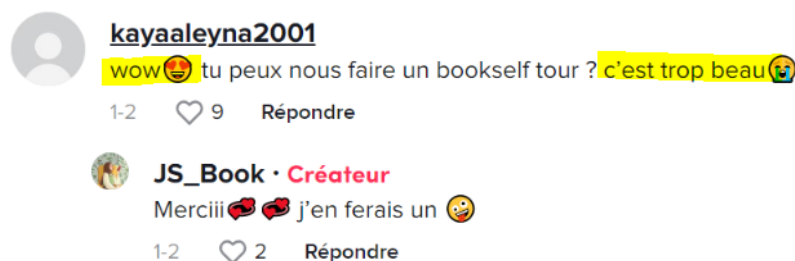 kayaaleyna2001
wow😍 tu peux nous faire un bookself tour ? c'est trop beau😭
1-2 9 Répondre
JS_Book · Créateur
Merciii💞 💞 j'en ferais un 🤪
1-2 2 Répondre